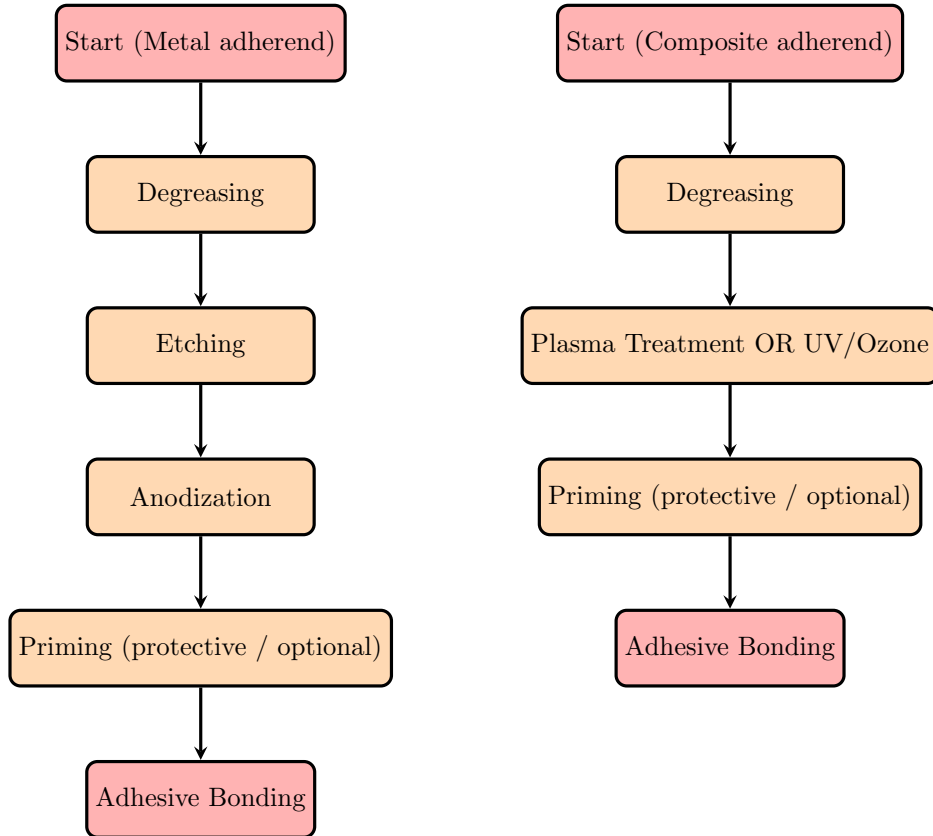 Start (Metal adherend)
Degreasing
Etching
Anodization
Priming (protective / optional)
Adhesive Bonding
Start (Composite adherend)
Degreasing
Plasma Treatment OR UV/Ozone
Priming (protective / optional)
Adhesive Bonding